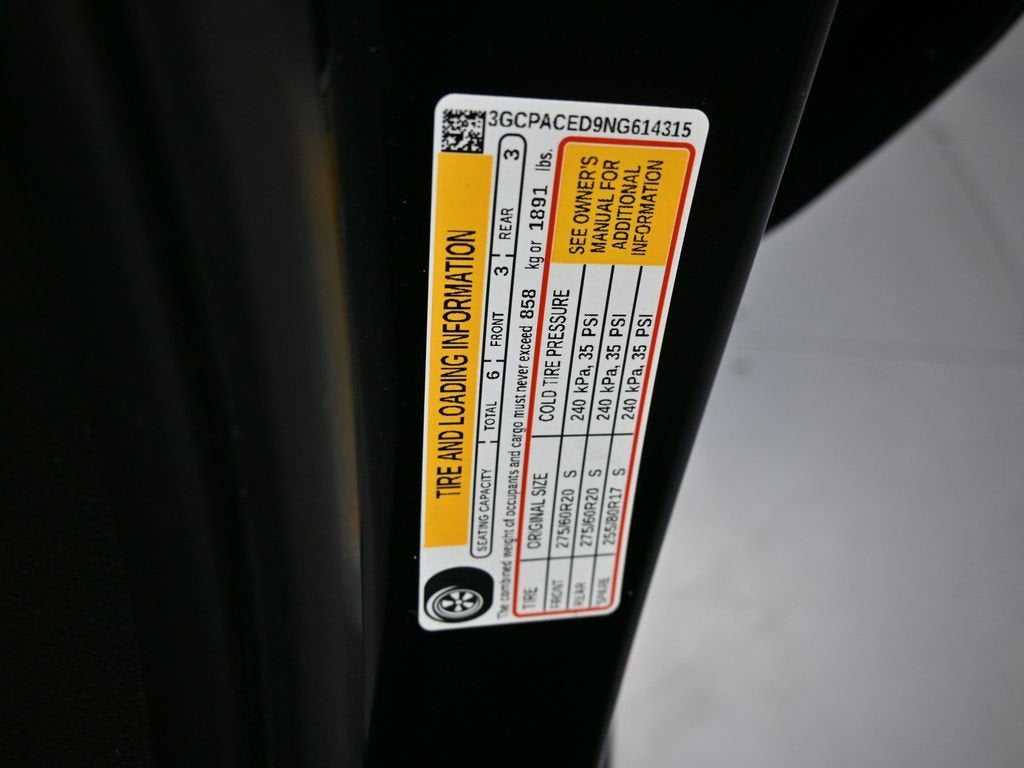 3GCPACED9NG614315
TIRE AND LOADING INFORMATION
SEATING CAPACITY TOTAL 6 FRONT 3 REAR 3
The combined weight of occupants and cargo must never exceed 858 kg or 1891 lbs.
TIRE ORIGINAL SIZE COLD TIRE PRESSURE
FRONT 275/60R20 S 240 kPa, 35 PSI
REAR 275/60R20 S 240 kPa, 35 PSI
SPARE 255/80R17 S 240 kPa, 35 PSI
SEE OWNER'S
MANUAL FOR
ADDITIONAL
INFORMATION